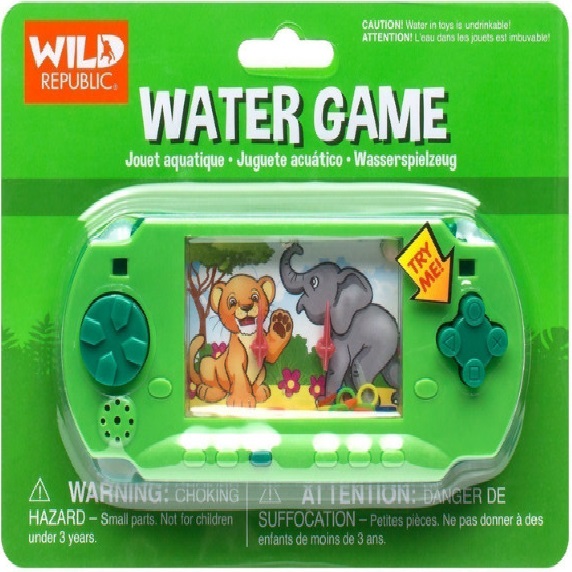 WILD
REPUBLIC®
CAUTION! Water in toys is undrinkable!
ATTENTION! L'eau dans les jouets est imbuvable!
WATER GAME
Jouet aquatique • Juguete acuático • Wasserspielzeug
TRY
ME!
WARNING: CHOKING
HAZARD – Small parts. Not for children
under 3 years.
ATTENTION: DANGER DE
SUFFOCATION – Petites pièces. Ne pas donner à des
enfants de moins de 3 ans.